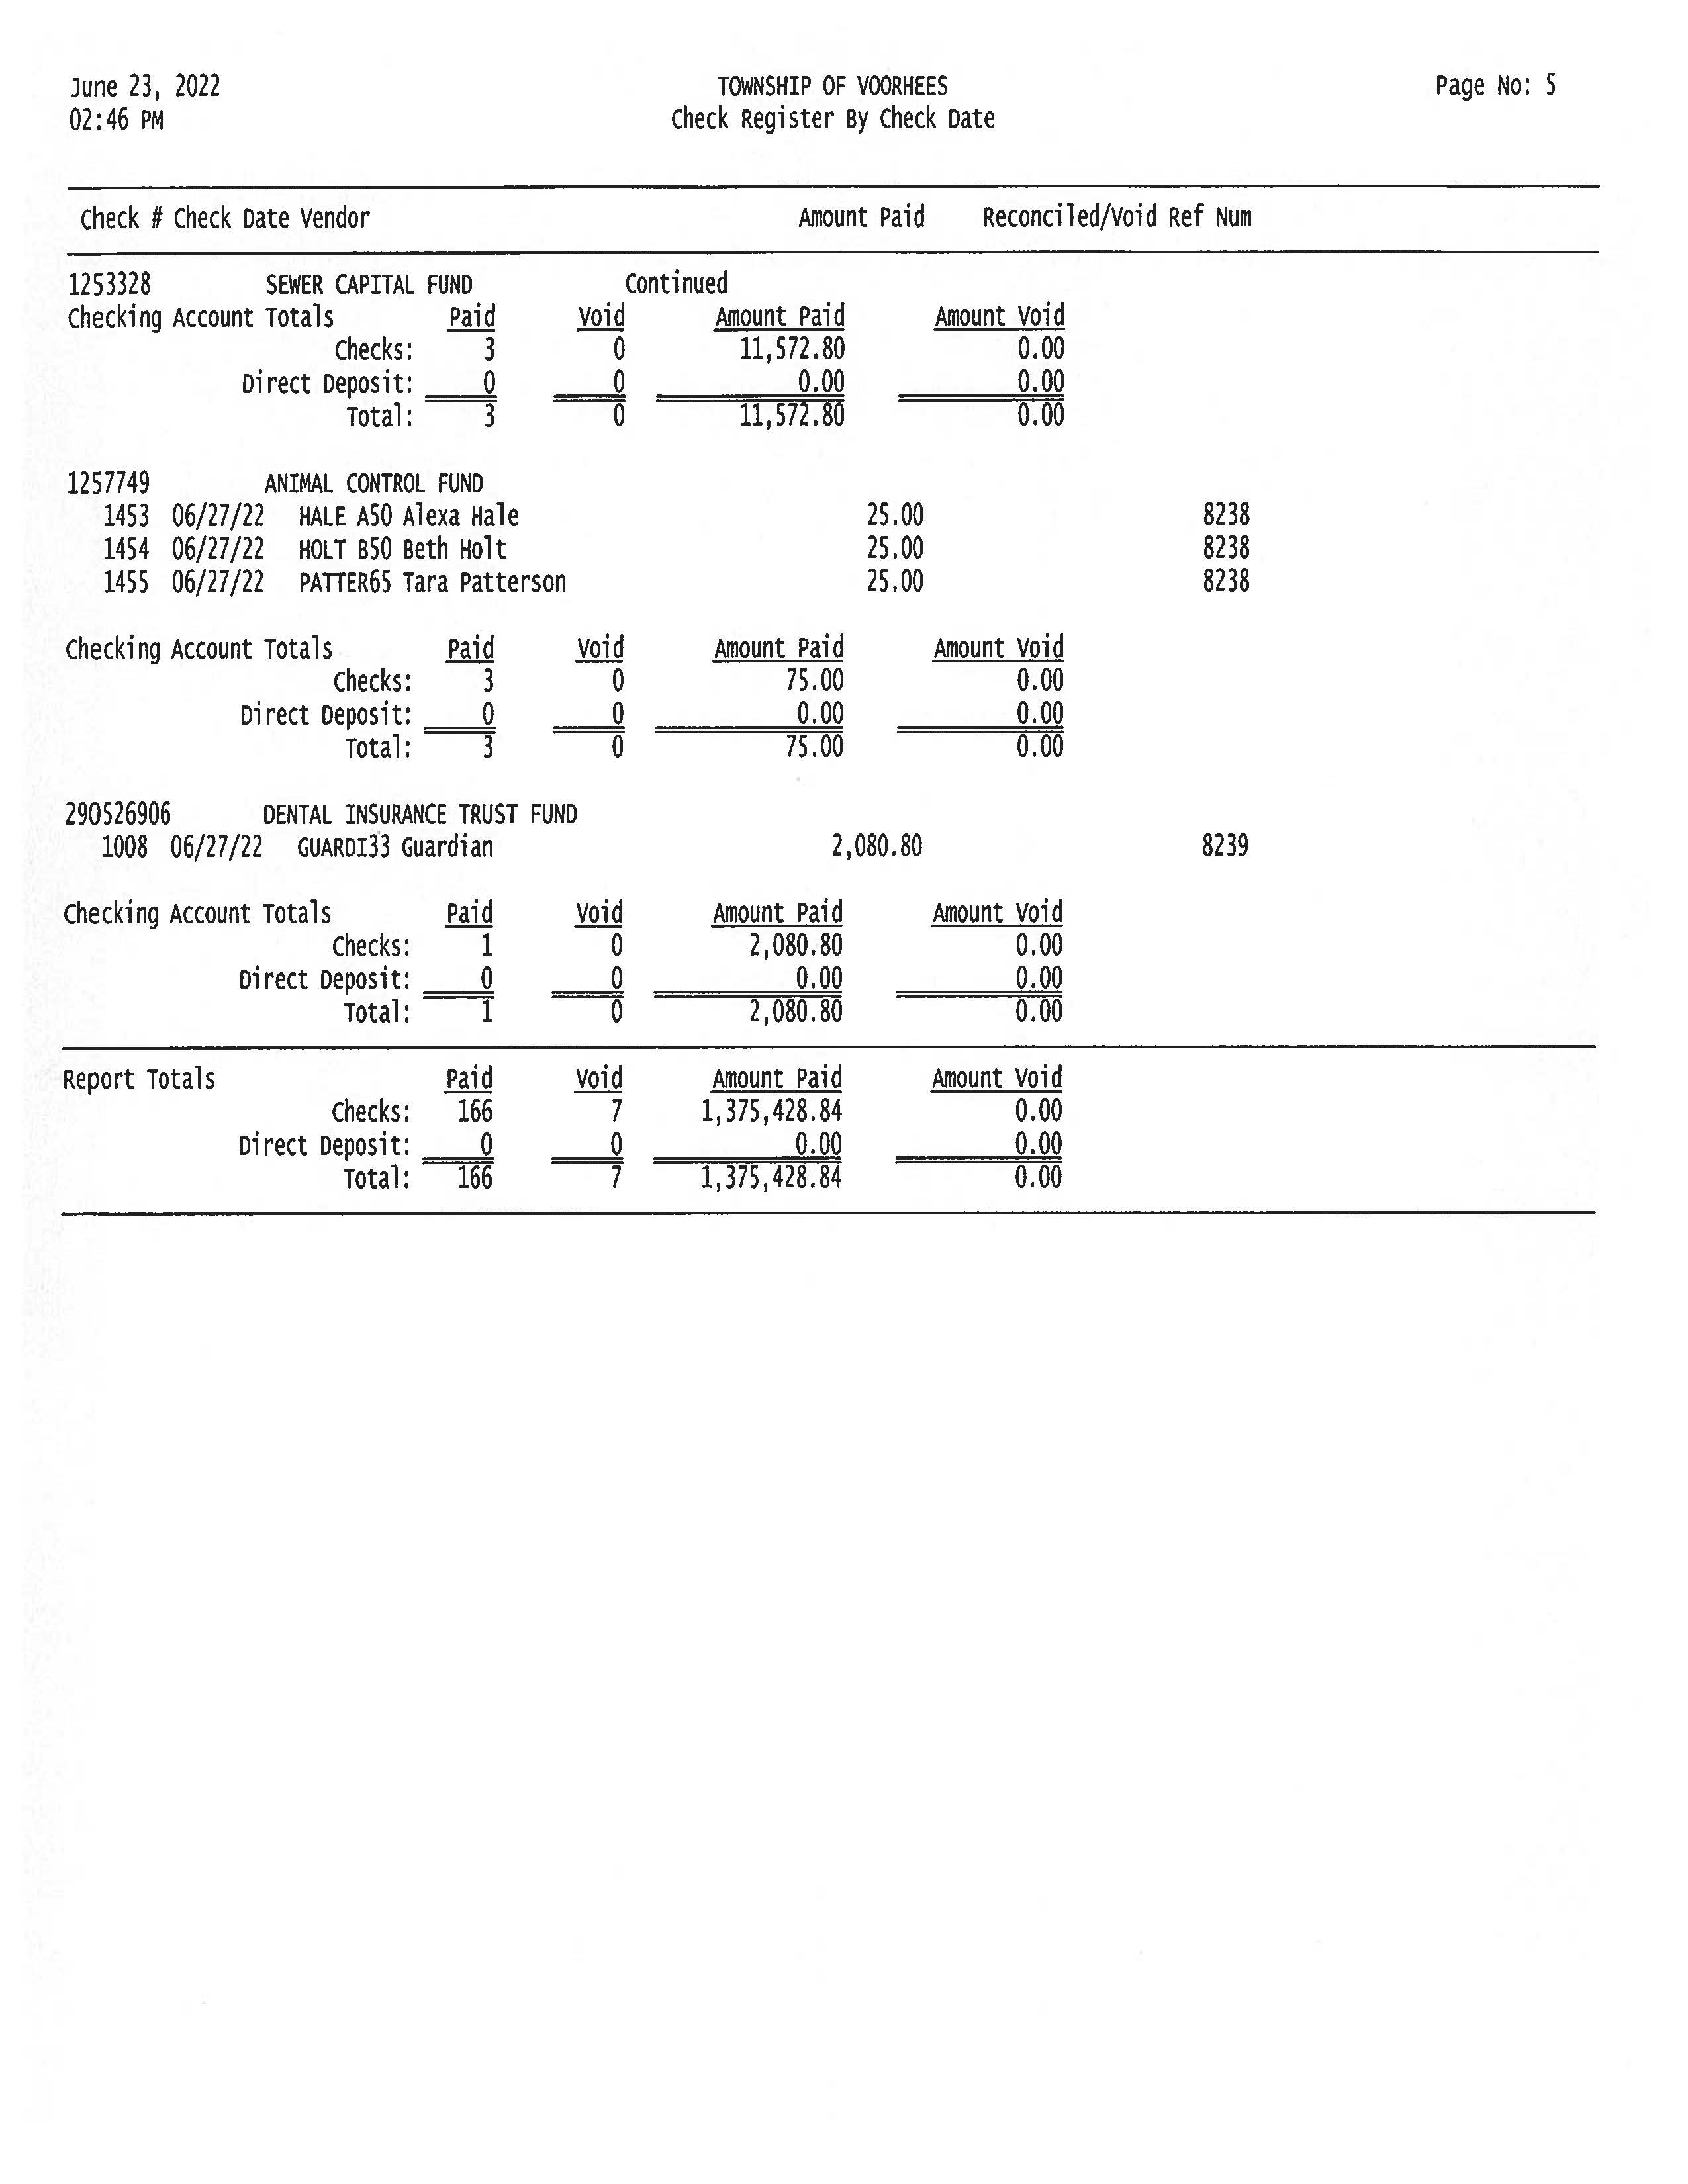 June 23, 2022 TOWNSHIP OF VOORHEES Page No: 5
02:46 PM Check Register By Check Date
Check # Check Date Vendor Amount Paid Reconciled/Void Ref Num
1253328 SEWER CAPITAL FUND Continued
Checking Account Totals Paid Void Amount Paid Amount Void
Checks: 3 0 11,572.80 0.00
Direct Deposit: 0 0 0.00 0.00
Total: 3 0 11,572.80 0.00
1257749 ANIMAL CONTROL FUND
1453 06/27/22 HALE A50 Alexa Hale 25.00 8238
1454 06/27/22 HOLT B50 Beth Holt 25.00 8238
1455 06/27/22 PATTER65 Tara Patterson 25.00 8238
Checking Account Totals Paid Void Amount Paid Amount Void
Checks: 3 0 75.00 0.00
Direct Deposit: 0 0 0.00 0.00
Total: 3 0 75.00 0.00
290526906 DENTAL INSURANCE TRUST FUND
1008 06/27/22 GUARDI33 Guardian 2,080.80 8239
Checking Account Totals Paid Void Amount Paid Amount Void
Checks: 1 0 2,080.80 0.00
Direct Deposit: 0 0 0.00 0.00
Total: 1 0 2,080.80 0.00
Report Totals Paid Void Amount Paid Amount Void
Checks: 166 7 1,375,428.84 0.00
Direct Deposit: 0 0 0.00 0.00
Total: 166 7 1,375,428.84 0.00